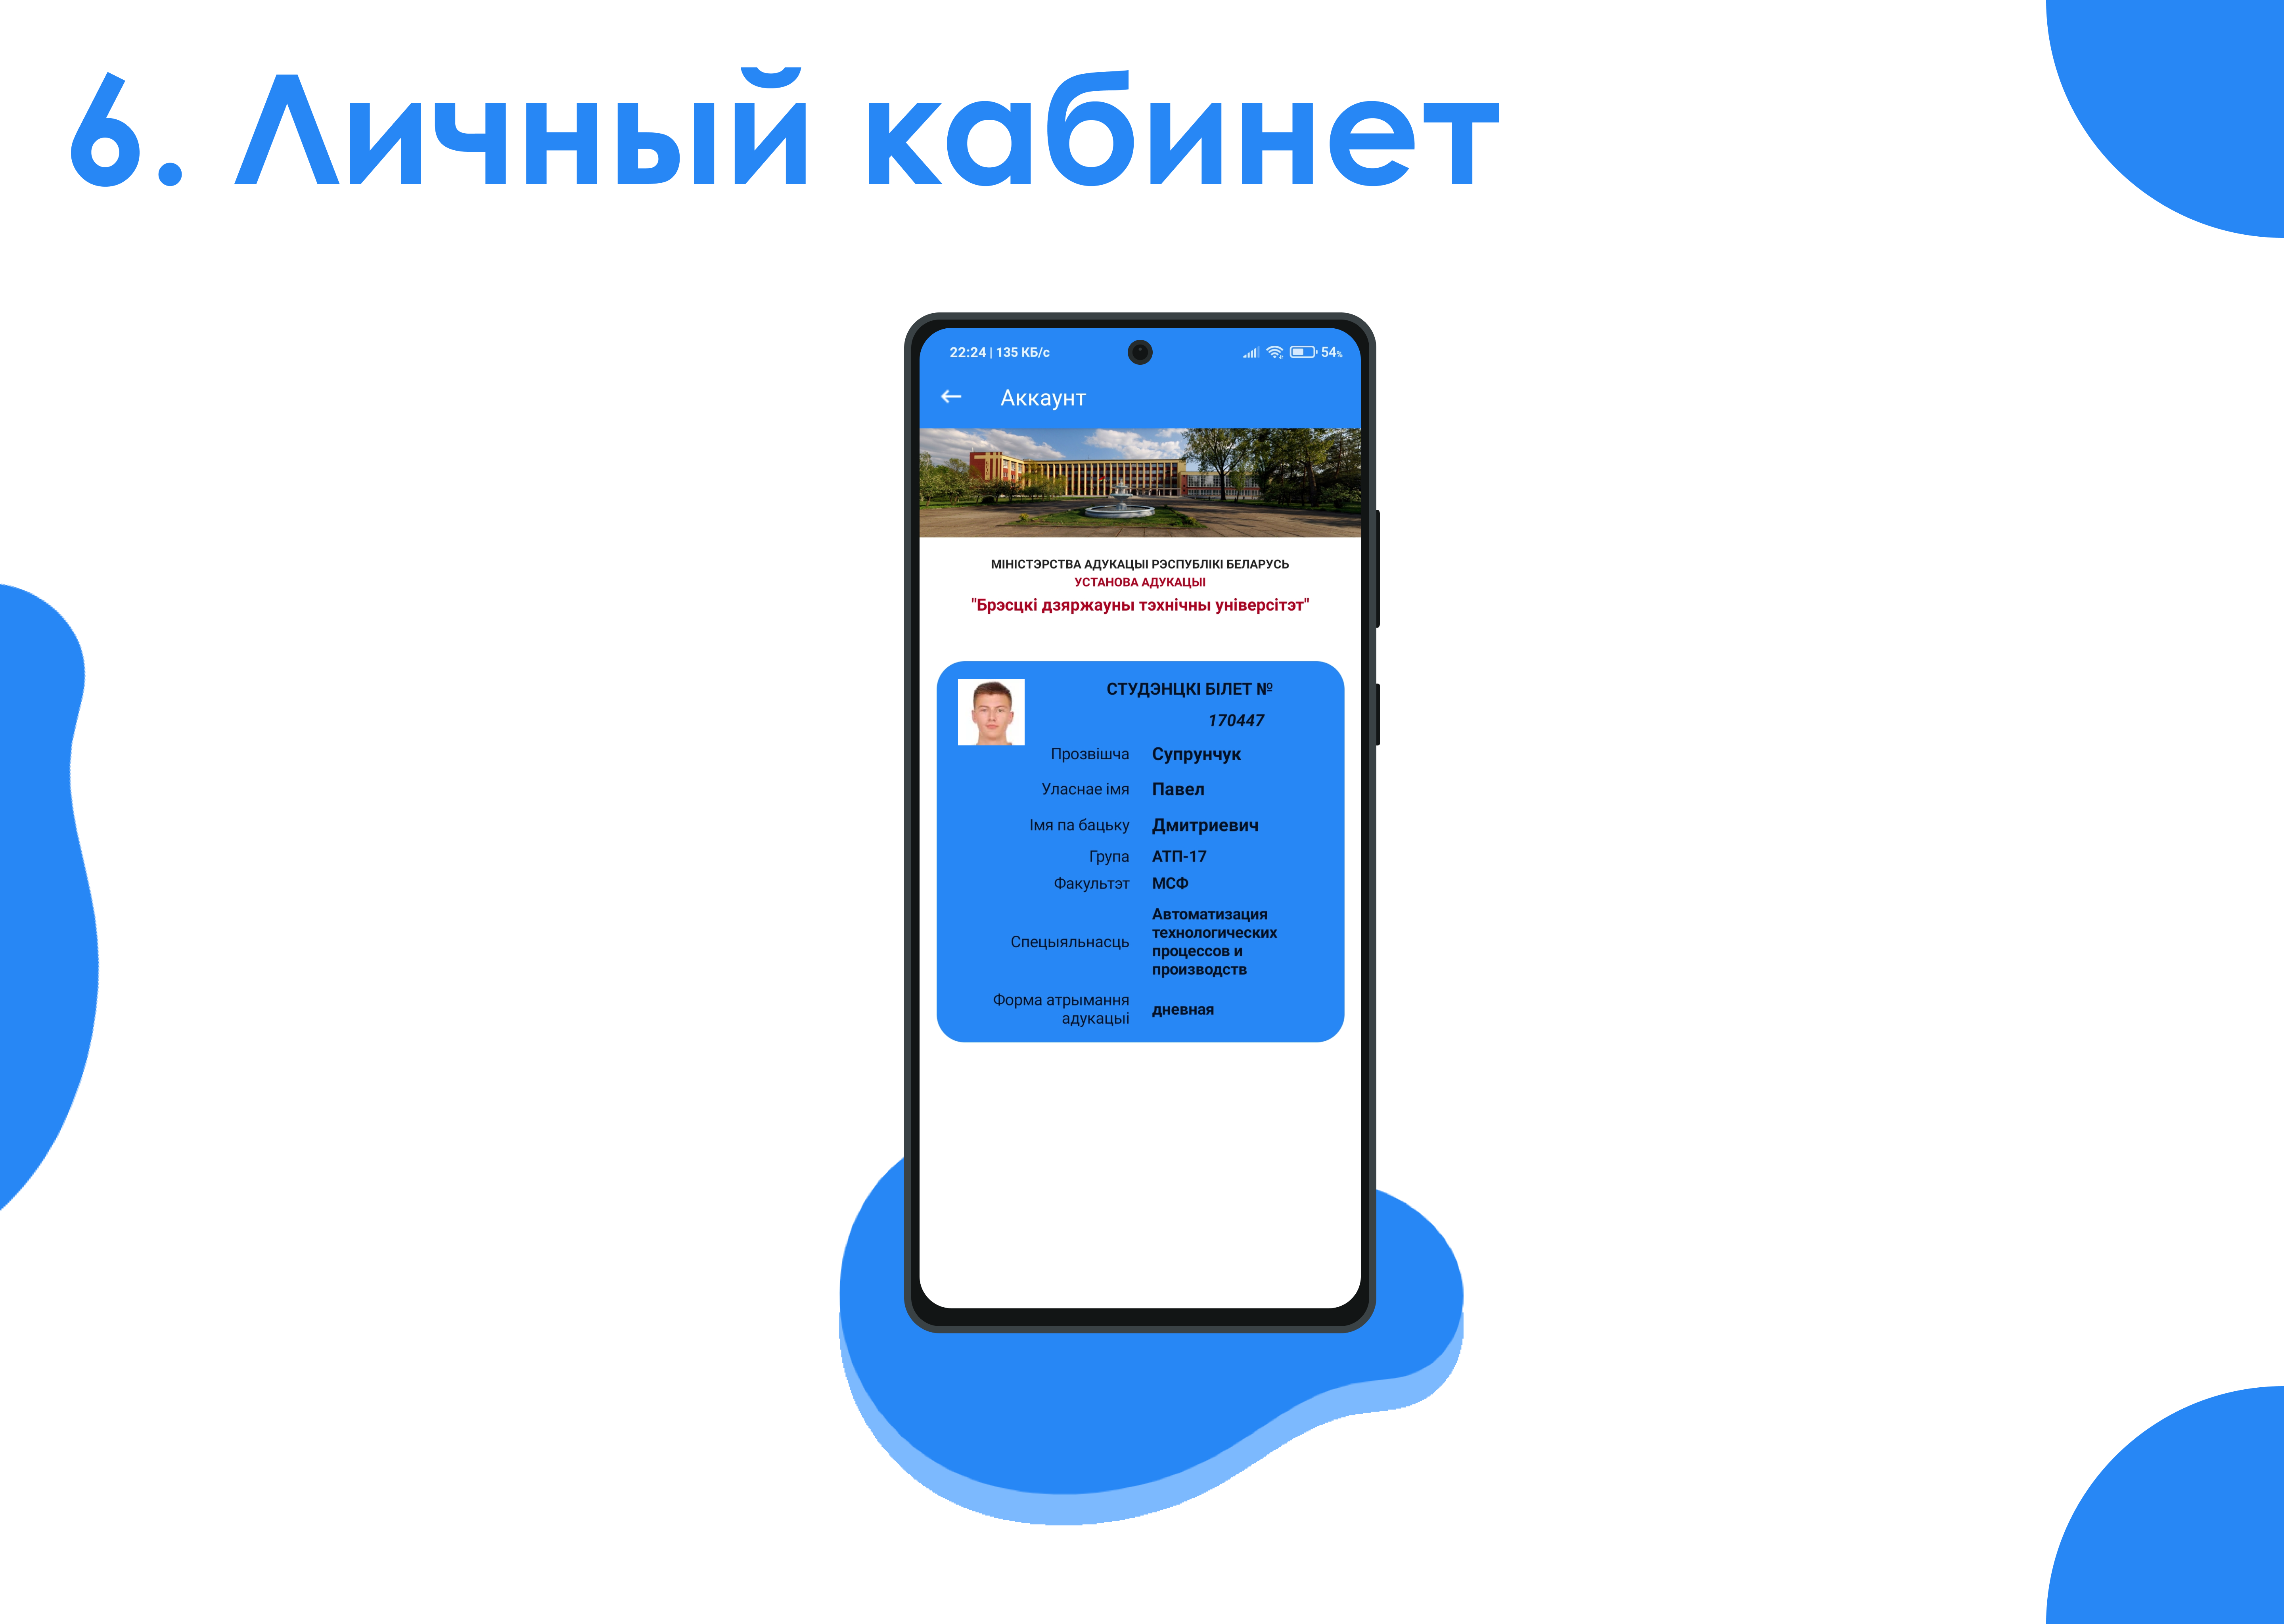 6. Личный кабинет
22:24 | 135 КБ/с
54%
Аккаунт
МІНІСТЭРСТВА АДУКАЦЫІ РЭСПУБЛІКІ БЕЛАРУСЬ
УСТАНОВА АДУКАЦЫІ
"Брэсцкі дзяржауны тэхнічны універсітэт"
СТУДЭНЦКІ БІЛЕТ №
170447
Прозвішча Супрунчук
Уласнае імя Павел
Імя па бацьку Дмитриевич
Група АТП-17
Факультэт МСФ
Спецыяльнасць Автоматизация
технологических
процессов и
производств
Форма атрымання
адукацыі дневная